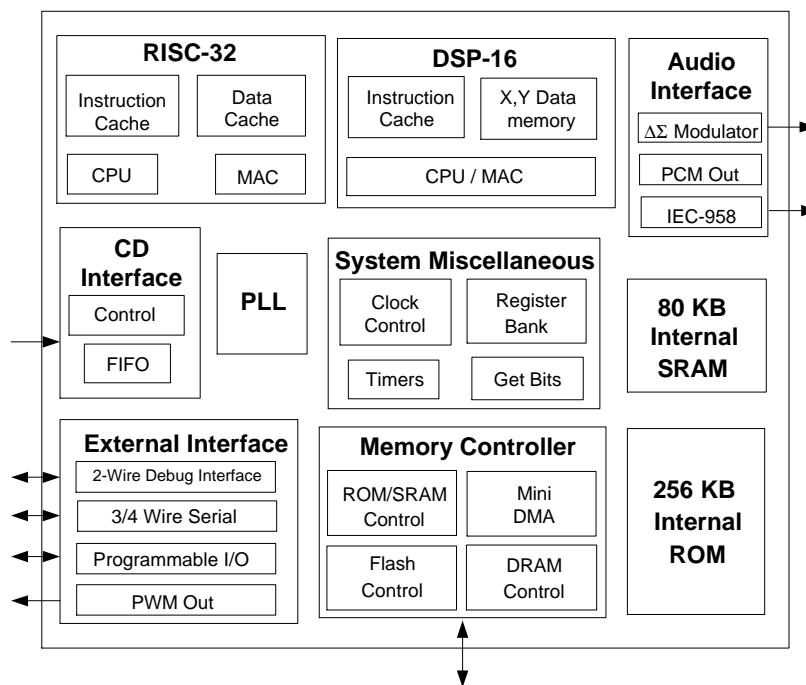 RISC-32
Instruction
Cache
Data
Cache
CPU
MAC
DSP-16
Instruction
Cache
X,Y Data
memory
CPU / MAC
Audio
Interface
ΔΣ Modulator
PCM Out
IEC-958
CD
Interface
Control
FIFO
PLL
System Miscellaneous
Clock
Control
Register
Bank
Timers
Get Bits
80 KB
Internal
SRAM
External Interface
2-Wire Debug Interface
3/4 Wire Serial
Programmable I/O
PWM Out
Memory Controller
ROM/SRAM
Control
Mini
DMA
Flash
Control
DRAM
Control
256 KB
Internal
ROM